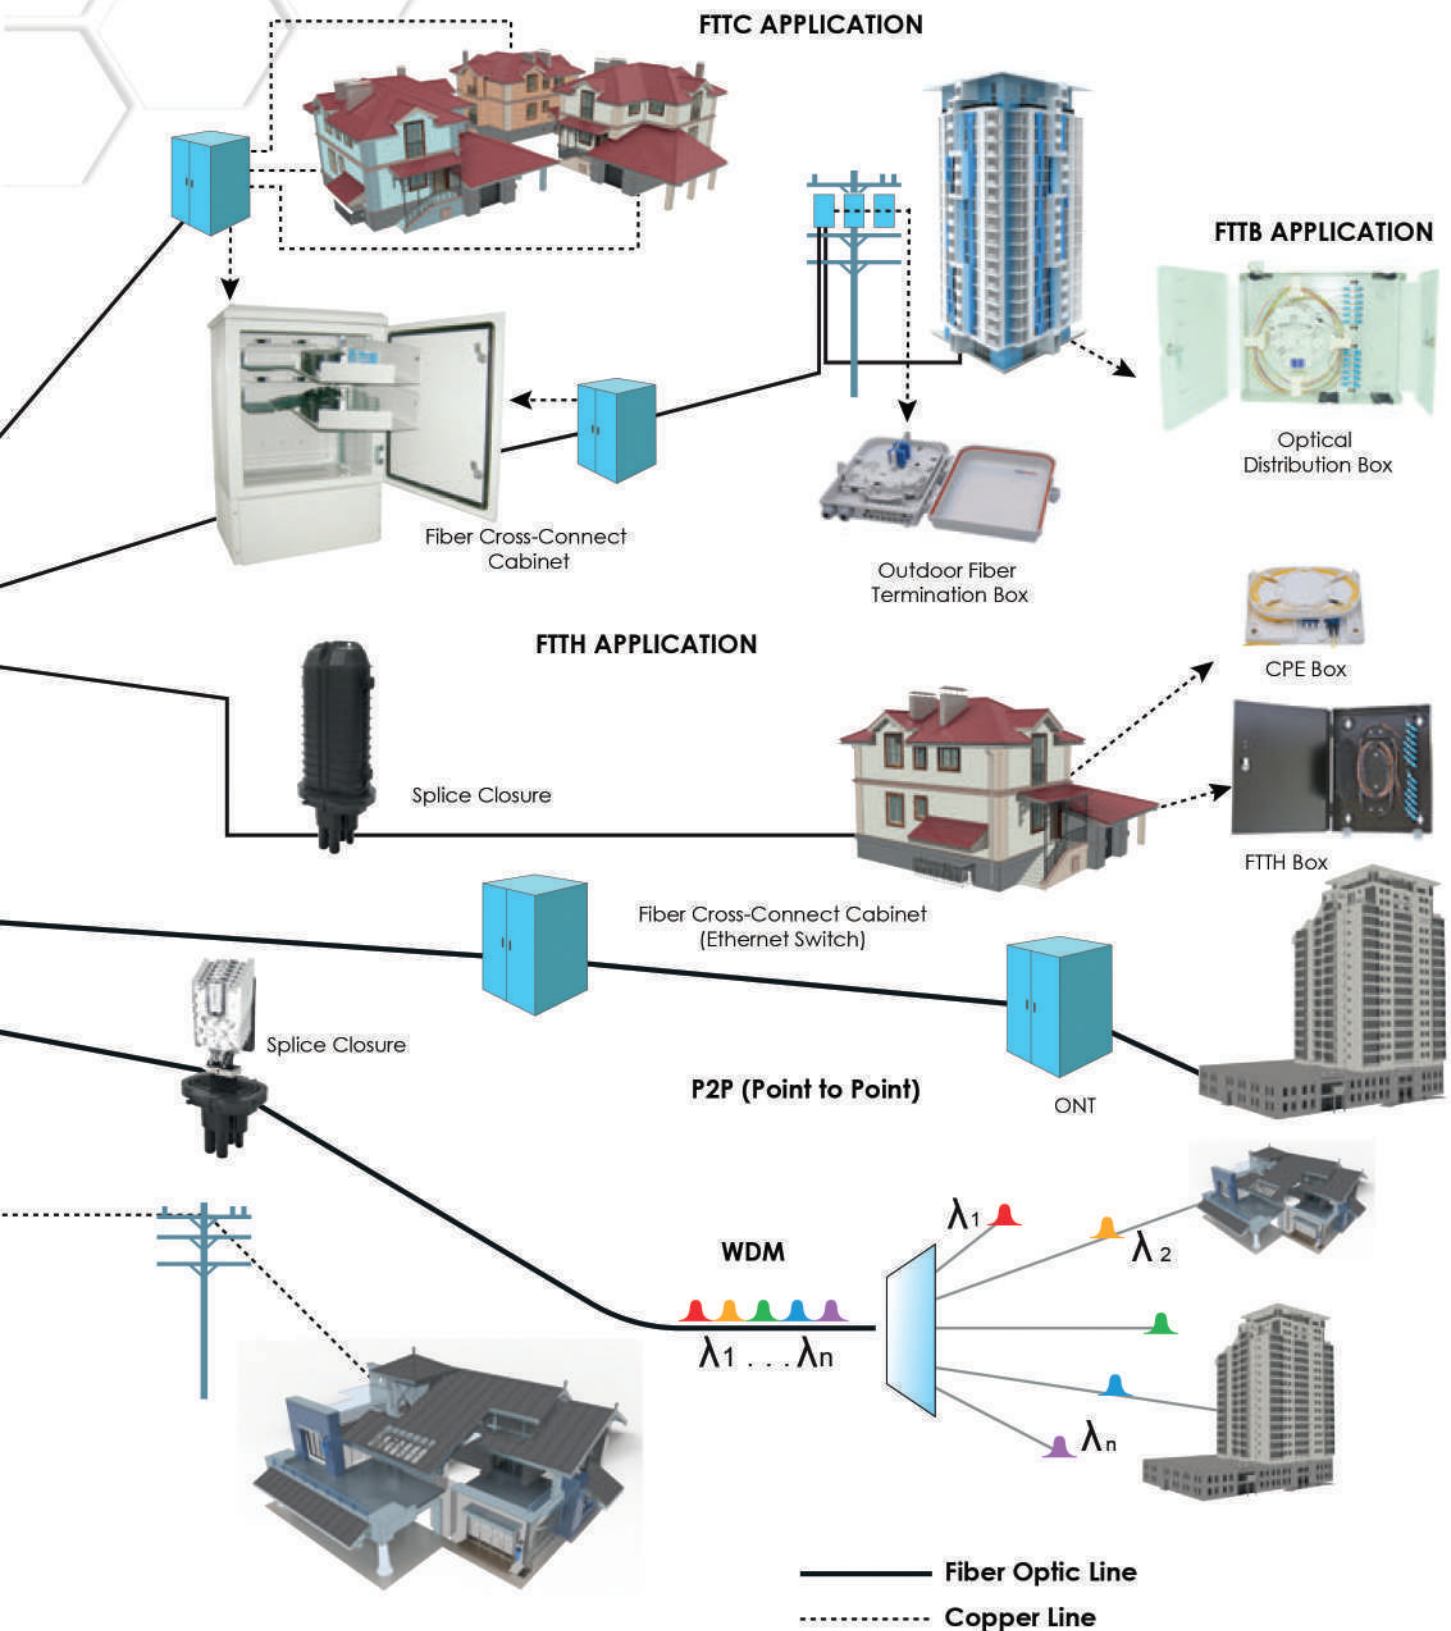 FTTC APPLICATION
FTTB APPLICATION
Optical
Distribution Box
Fiber Cross-Connect
Cabinet
Outdoor Fiber
Termination Box
FTTH APPLICATION
CPE Box
Splice Closure
FTTH Box
Fiber Cross-Connect Cabinet
(Ethernet Switch)
Splice Closure
P2P (Point to Point)
ONT
λ1
λ2
WDM
λ1 . . . λn
λn
Fiber Optic Line
Copper Line